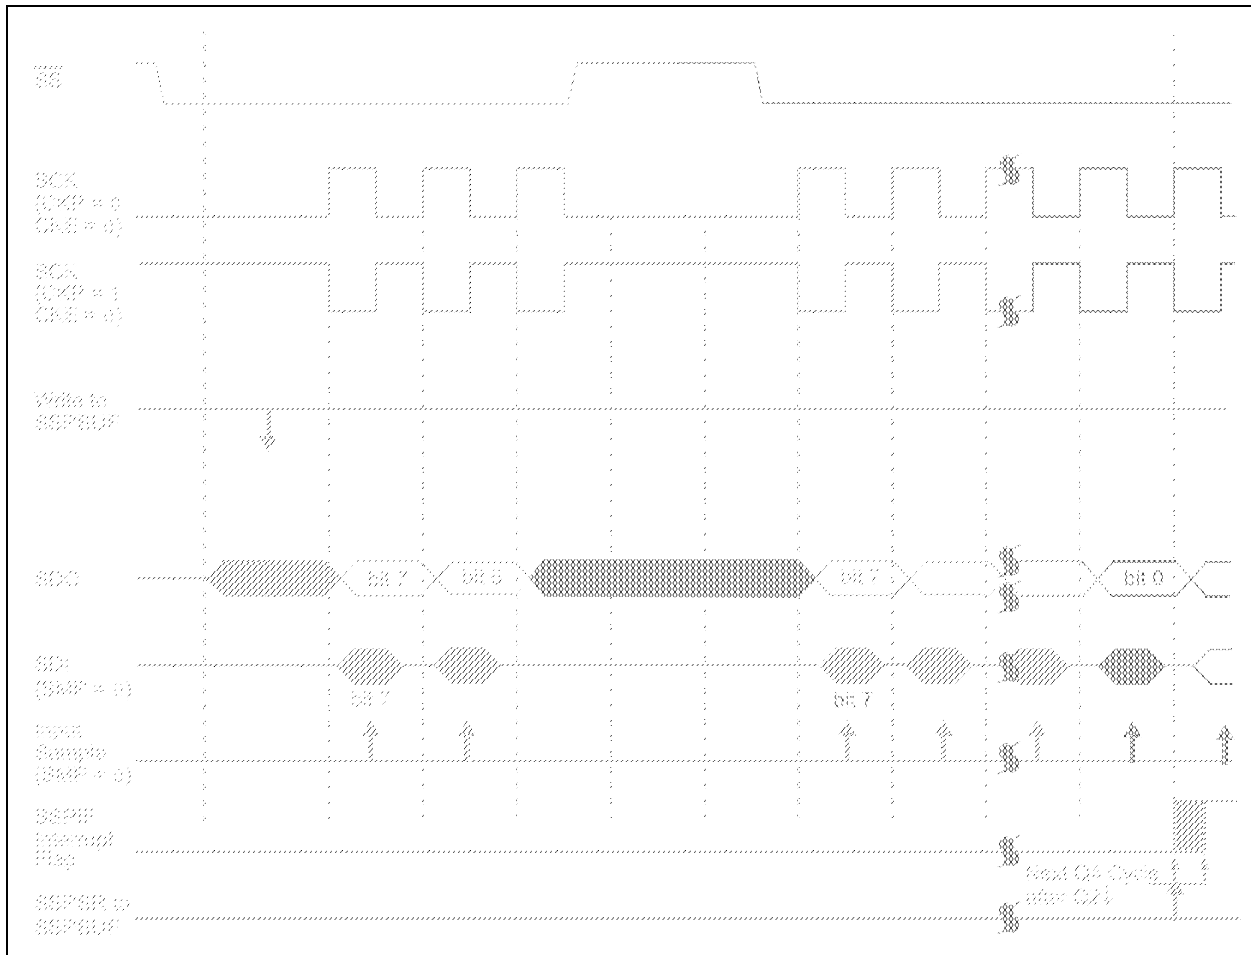 SS
SCK
(CKP = 0
CKE = 0)
SCK
(CKP = 1
CKE = 0)
Write to
SSPBUF
SDO
bit 7
bit 6
bit 7
bit 0
SDI
(SMP = 0)
bit 7
bit 7
Input
Sample
(SMP = 0)
SSPIF
Interrupt
Flag
Next Q4 Cycle
after Q2↓
SSPSR to
SSPBUF